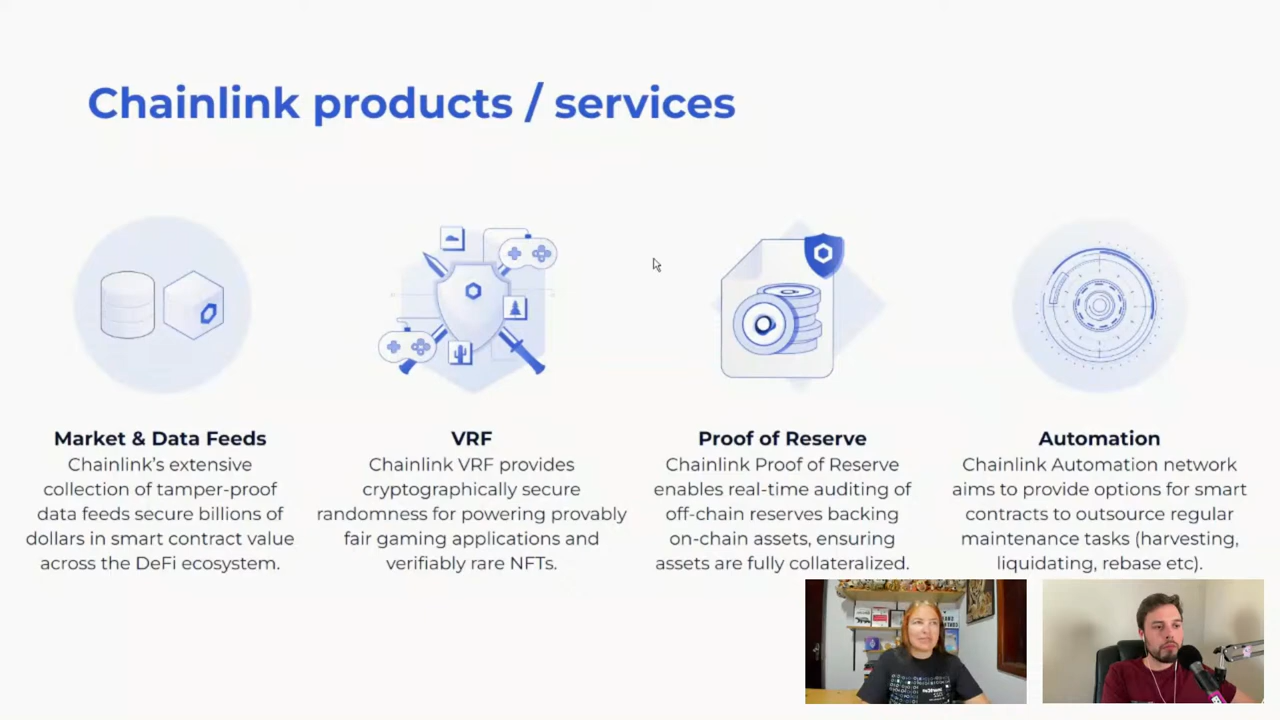 Chainlink products / services
Market & Data Feeds
Chainlink's extensive
collection of tamper-proof
data feeds secure billions of
dollars in smart contract value
across the DeFi ecosystem.
VRF
Chainlink VRF provides
cryptographically secure
randomness for powering provably
fair gaming applications and
verifiably rare NFTs.
Proof of Reserve
Chainlink Proof of Reserve
enables real-time auditing of
off-chain reserves backing
on-chain assets, ensuring
assets are fully collateralized.
Automation
Chainlink Automation network
aims to provide options for smart
contracts to outsource regular
maintenance tasks (harvesting,
liquidating, rebase etc).